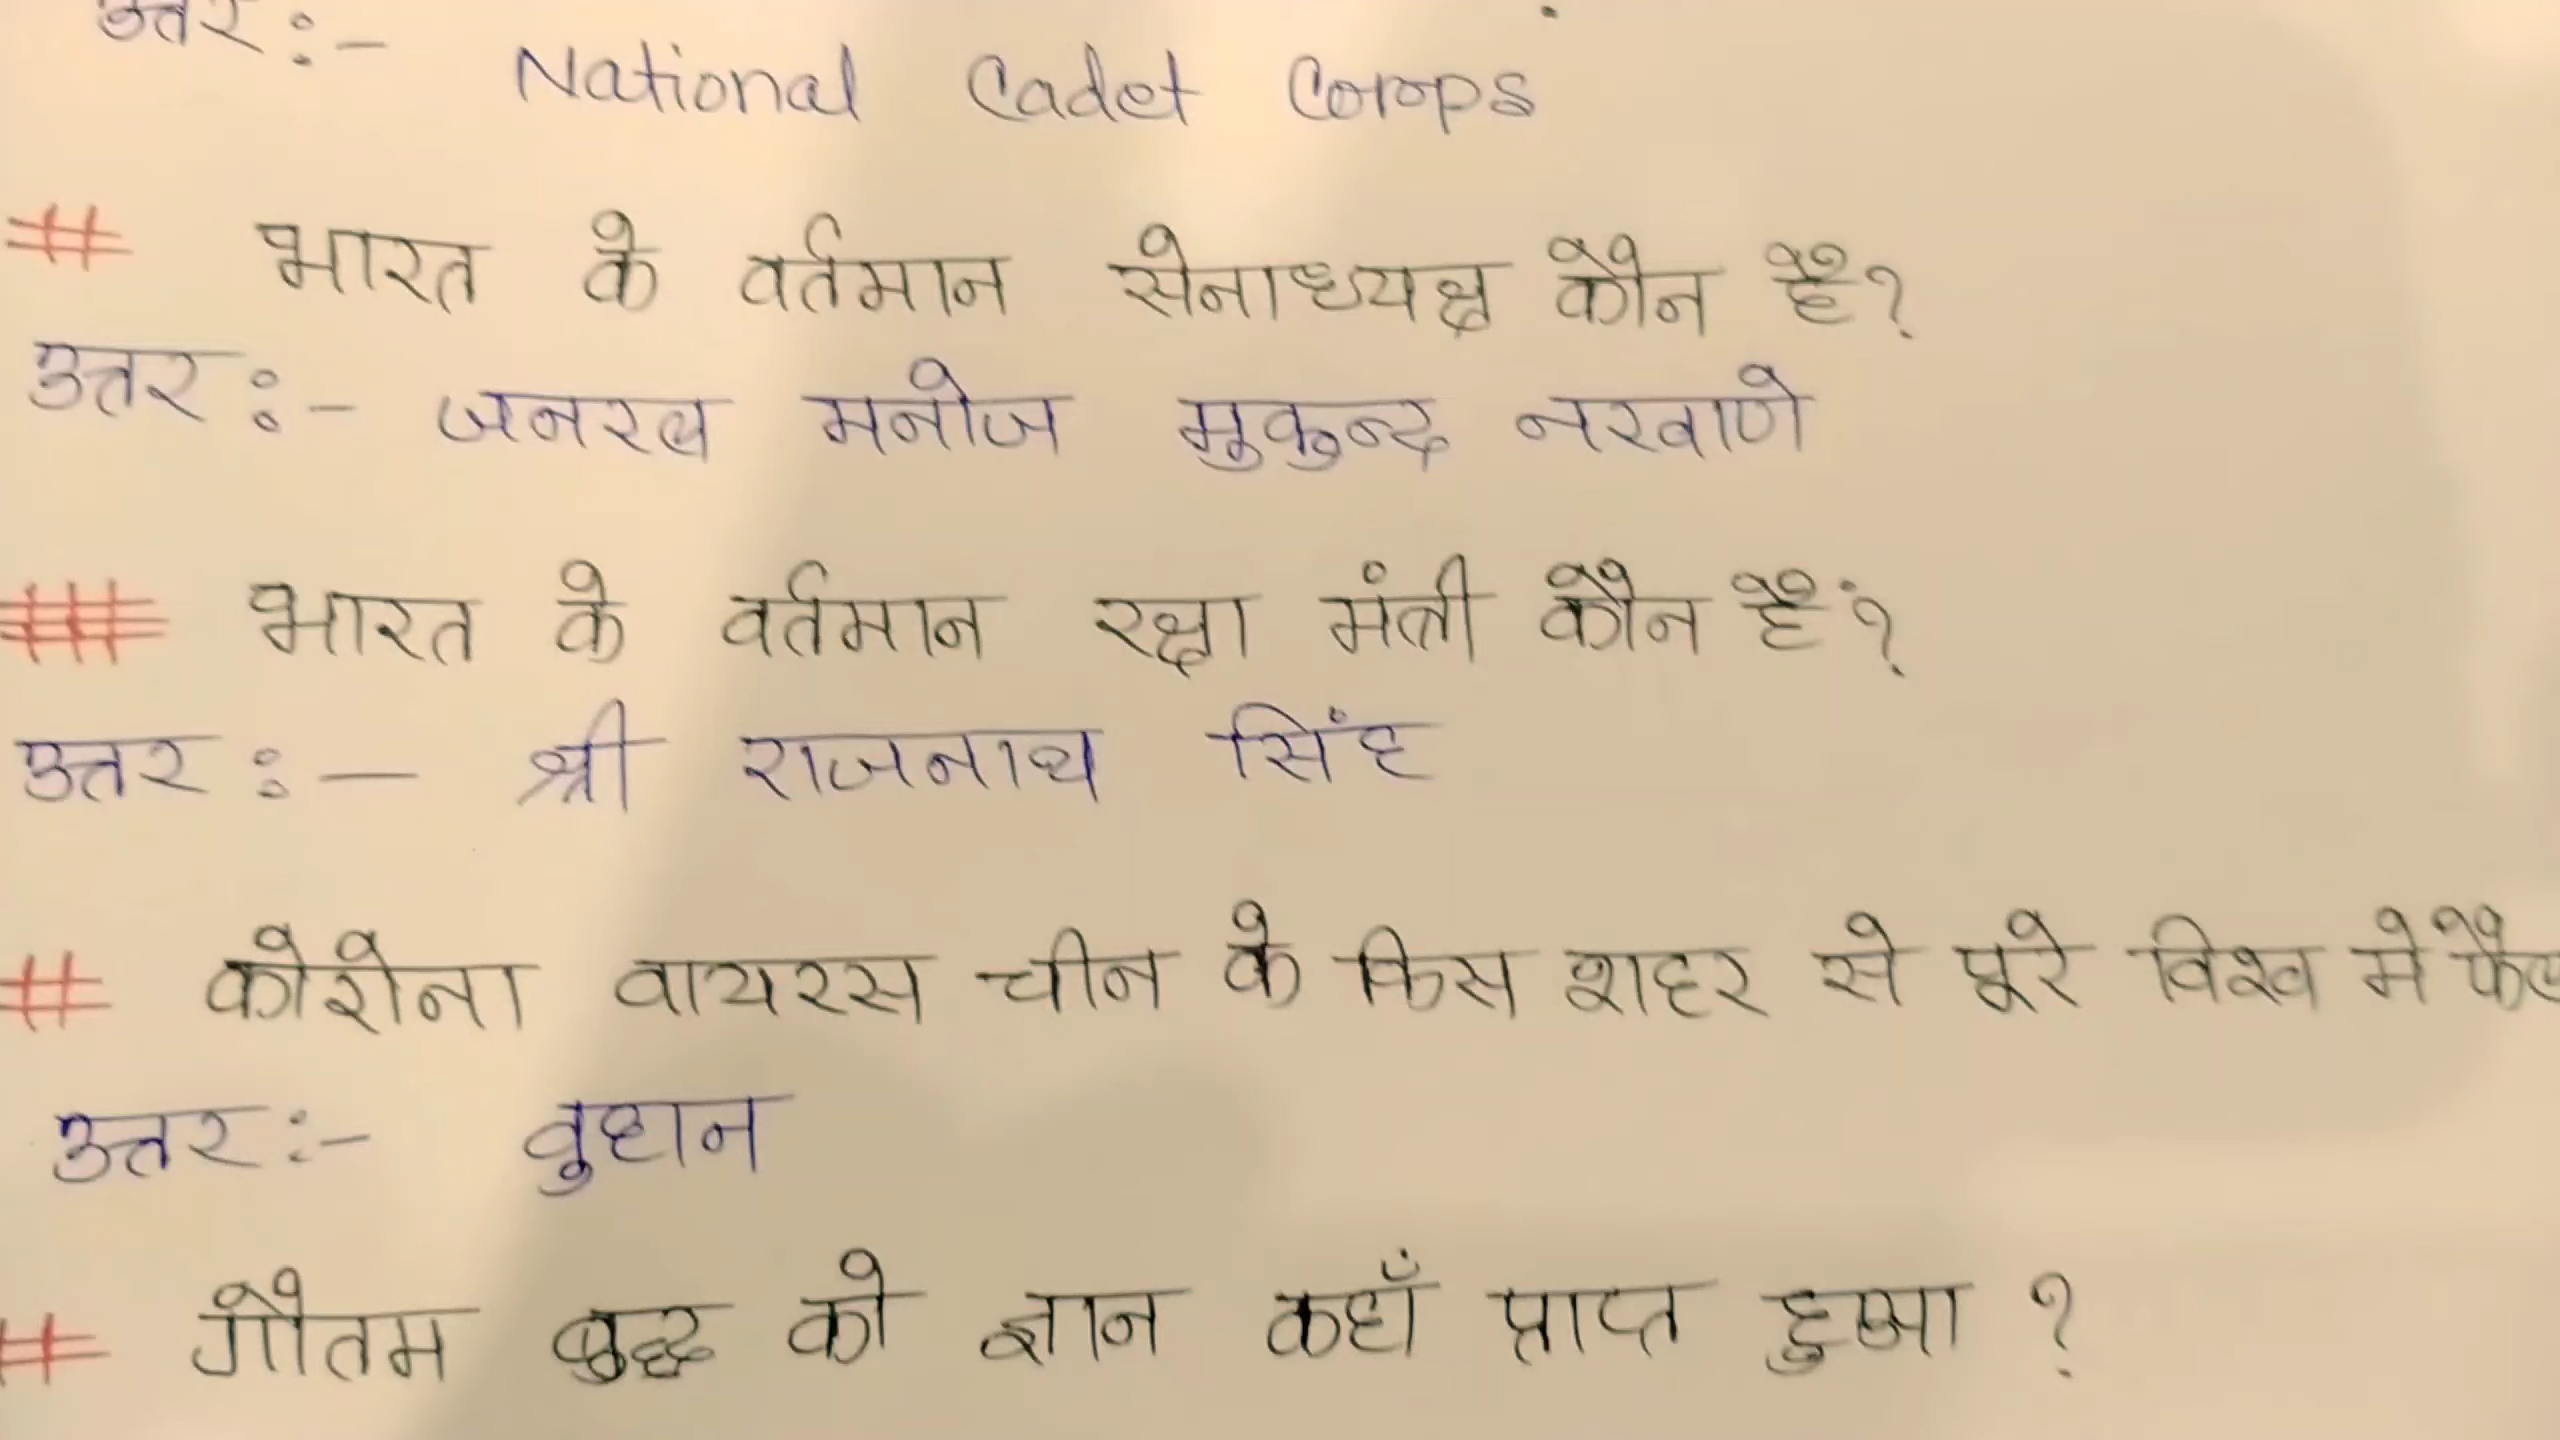 उत्तर :-
National Cadet Corps
# भारत के वर्तमान सेनाध्यक्ष कौन है?
उत्तर :- जनरल मनोज मुकुन्द नरवाणे
# भारत के वर्तमान रक्षा मंत्री कौन हैं?
उत्तर :- श्री राजनाथ सिंह
# कोरोना वायरस चीन के किस शहर से पूरे विश्व मे फैल
उत्तर :- वुहान
# गौतम बुद्ध को ज्ञान कहाँ प्राप्त हुआ ?